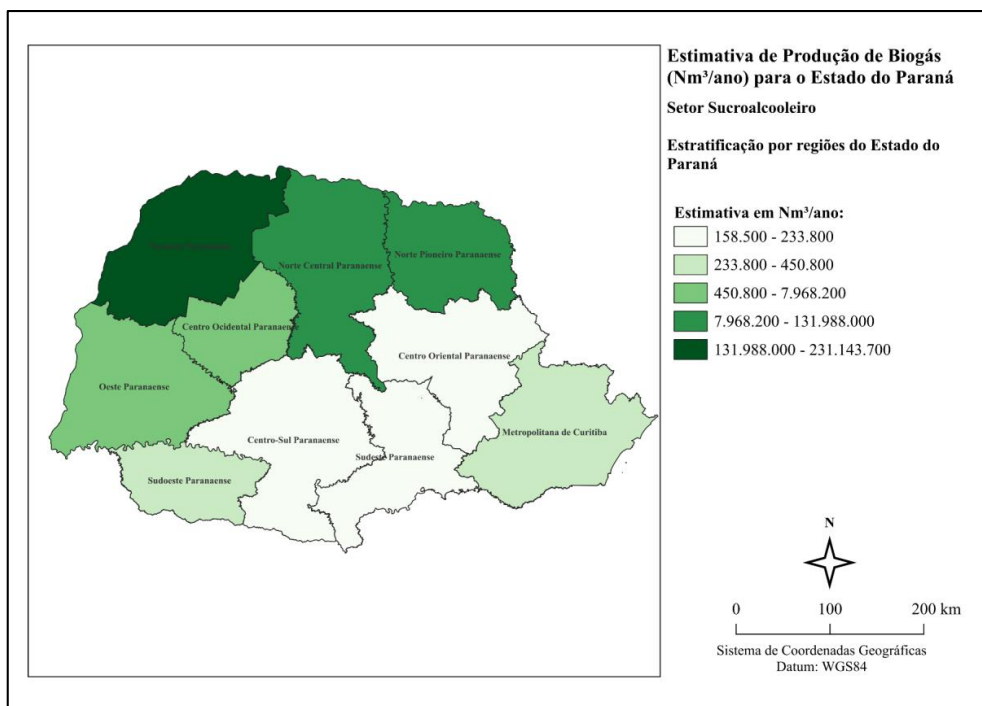 Estimativa de Produção de Biogás
(Nm³/ano) para o Estado do Paraná
Setor Sucroalcooleiro
Estratificação por regiões do Estado do
Paraná
Estimativa em Nm³/ano:
158.500 - 233.800
233.800 - 450.800
450.800 - 7.968.200
7.968.200 - 131.988.000
131.988.000 - 231.143.700
Norte Central Paranaense
Norte Pioneiro Paranaense
Centro Ocidental Paranaense
Centro Oriental Paranaense
Oeste Paranaense
Metropolitana de Curitiba
Centro-Sul Paranaense
Sudeste Paranaense
Sudoeste Paranaense
N
0 100 200 km
Sistema de Coordenadas Geográficas
Datum: WGS84